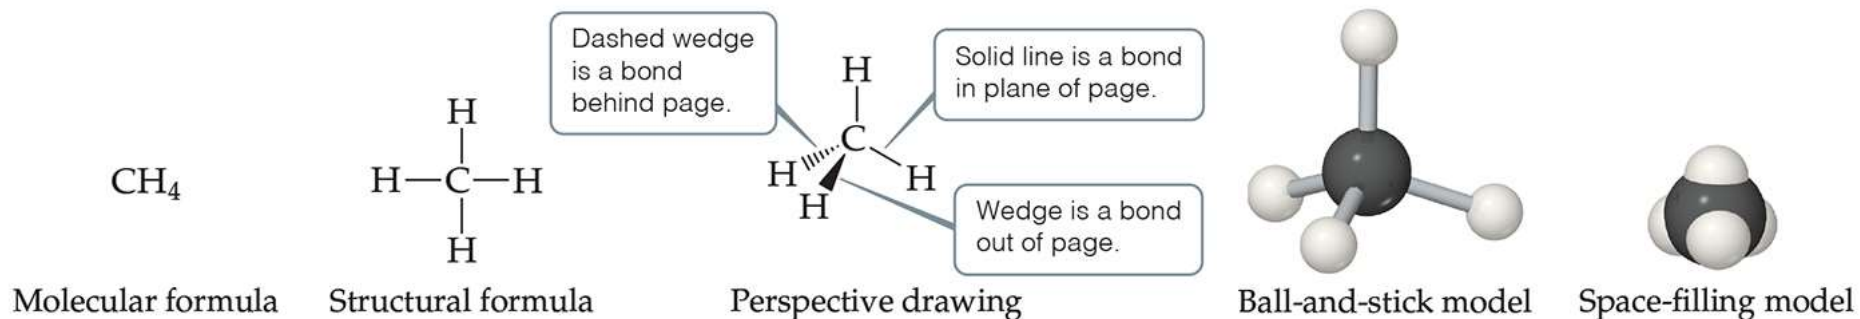 CH₄
H
H—C—H
H
Dashed wedge
is a bond
behind page.
H
C
H
H
H
Solid line is a bond
in plane of page.
Wedge is a bond
out of page.
Molecular formula
Structural formula
Perspective drawing
Ball-and-stick model
Space-filling model